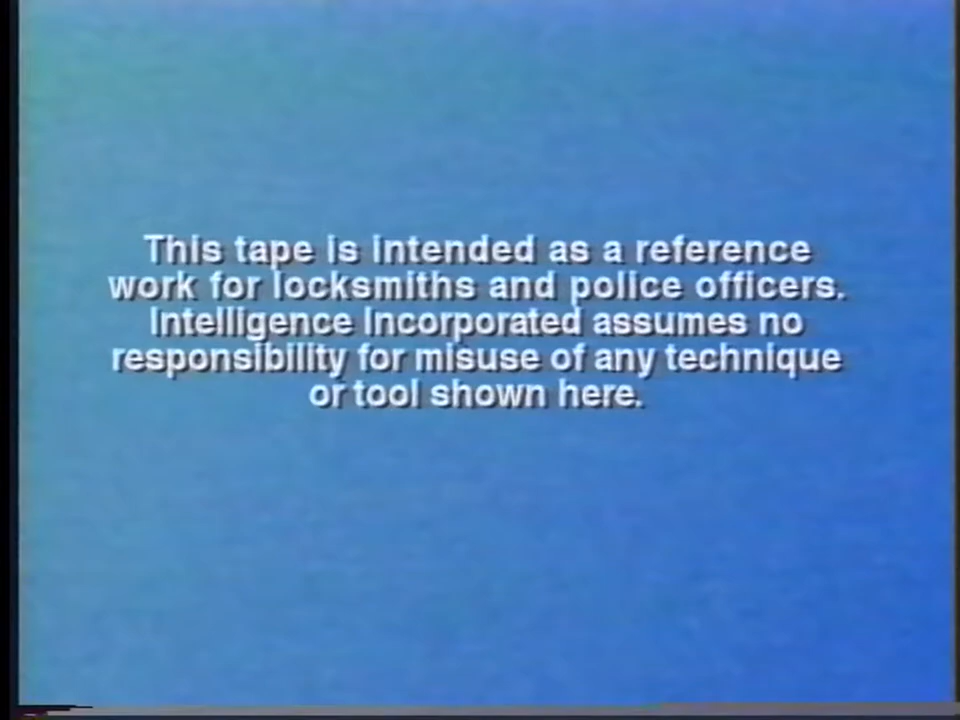 This tape is intended as a reference
work for locksmiths and police officers.
Intelligence Incorporated assumes no
responsibility for misuse of any technique
or tool shown here.